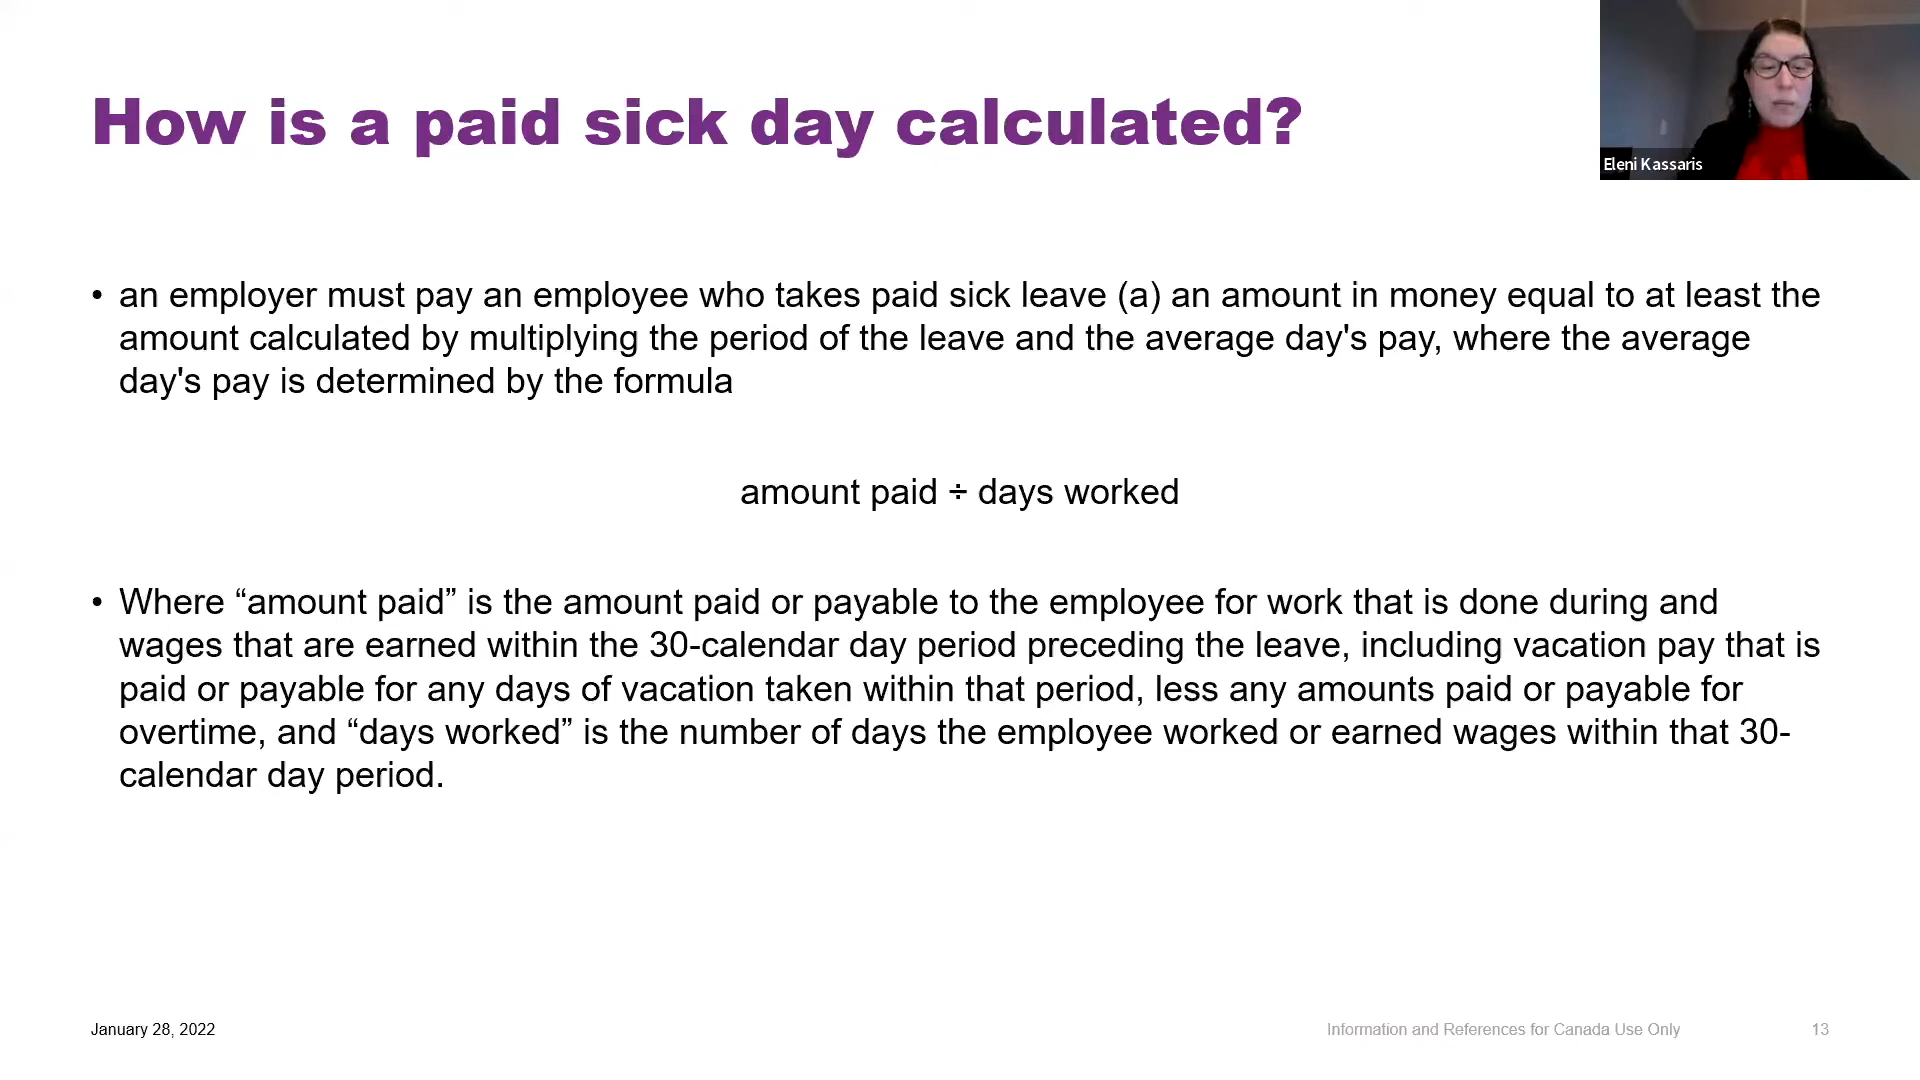 How is a paid sick day calculated?
Eleni Kassaris
• an employer must pay an employee who takes paid sick leave (a) an amount in money equal to at least the
amount calculated by multiplying the period of the leave and the average day's pay, where the average
day's pay is determined by the formula
amount paid ÷ days worked
• Where “amount paid” is the amount paid or payable to the employee for work that is done during and
wages that are earned within the 30-calendar day period preceding the leave, including vacation pay that is
paid or payable for any days of vacation taken within that period, less any amounts paid or payable for
overtime, and “days worked” is the number of days the employee worked or earned wages within that 30-
calendar day period.
January 28, 2022
Information and References for Canada Use Only
13